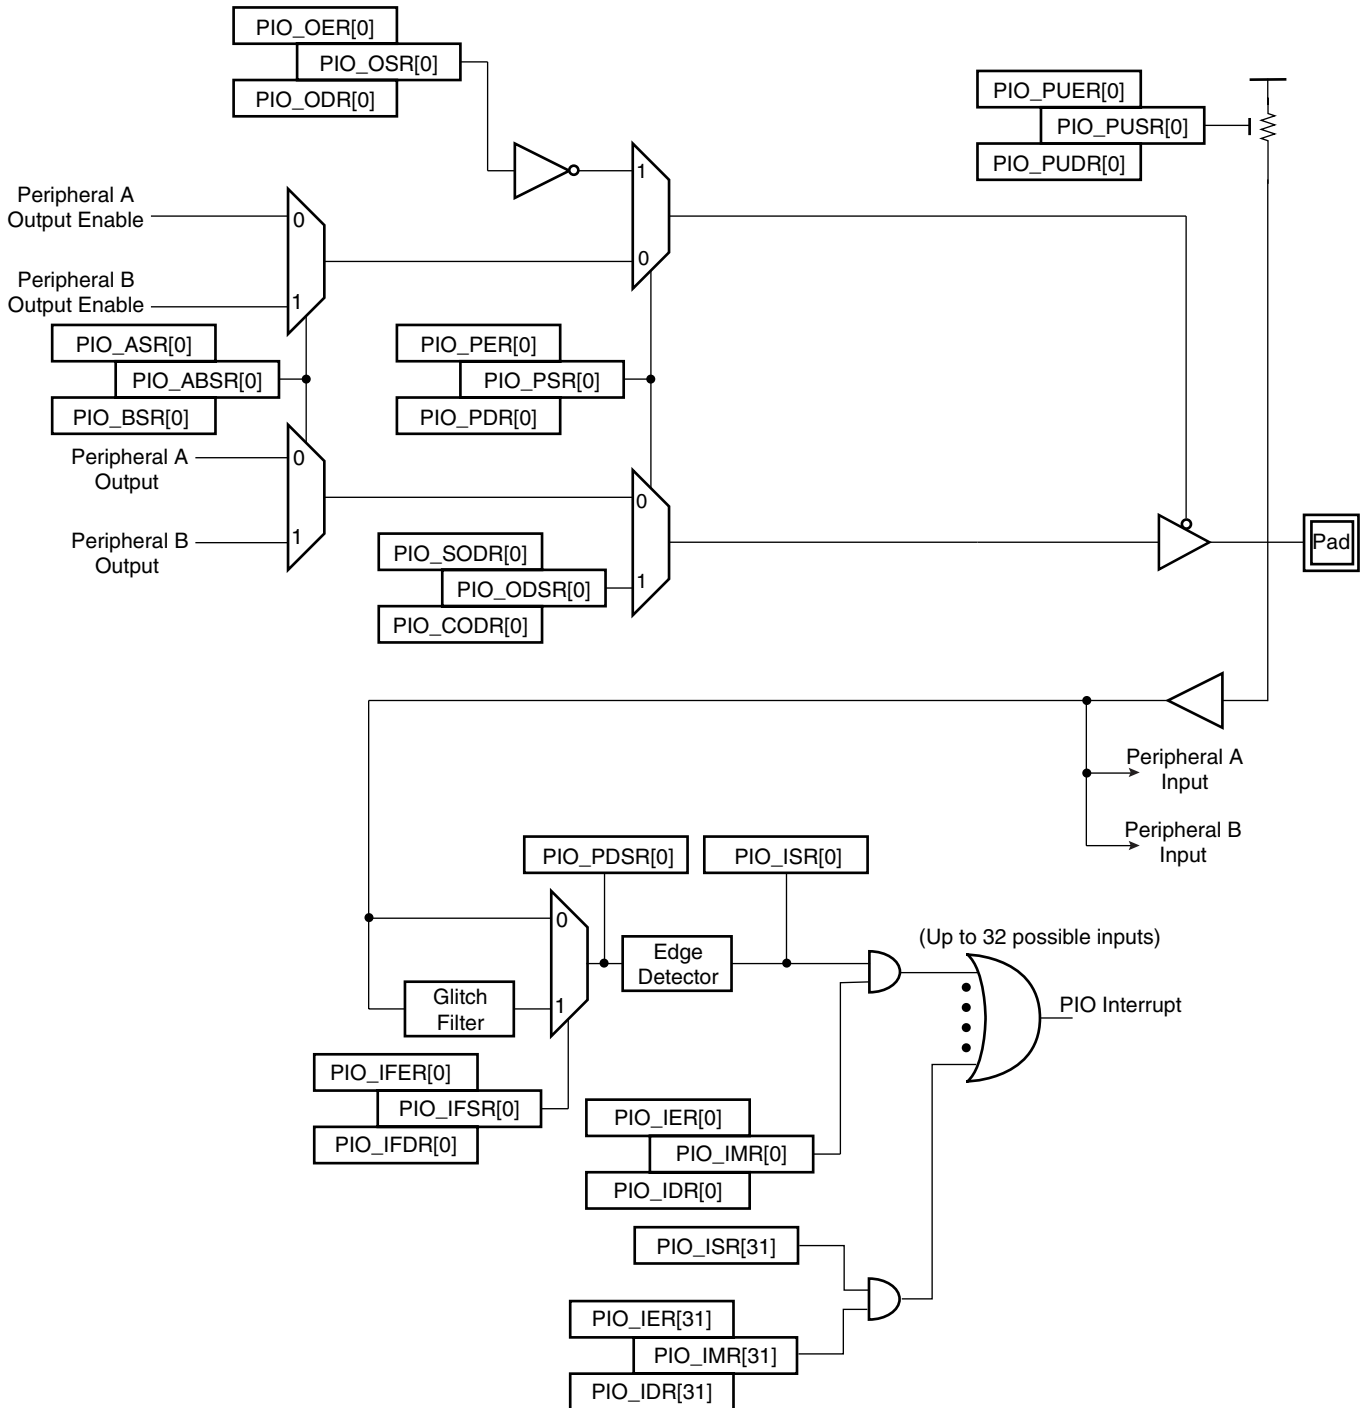 PIO_OER[0]
PIO_OSR[0]
PIO_ODR[0]
PIO_PUER[0]
PIO_PUSR[0]
PIO_PUDR[0]
1
0
Peripheral A
Output Enable
0
Peripheral B
Output Enable
1
PIO_ASR[0]
PIO_ABSR[0]
PIO_BSR[0]
PIO_PER[0]
PIO_PSR[0]
PIO_PDR[0]
Peripheral A
Output
0
Peripheral B
Output
1
0
1
PIO_SODR[0]
PIO_ODSR[0]
PIO_CODR[0]
Pad
Peripheral A
Input
Peripheral B
Input
PIO_PDSR[0]
PIO_ISR[0]
0
1
Edge
Detector
Glitch
Filter
(Up to 32 possible inputs)
PIO Interrupt
PIO_IFER[0]
PIO_IFSR[0]
PIO_IFDR[0]
PIO_IER[0]
PIO_IMR[0]
PIO_IDR[0]
PIO_ISR[31]
PIO_IER[31]
PIO_IMR[31]
PIO_IDR[31]